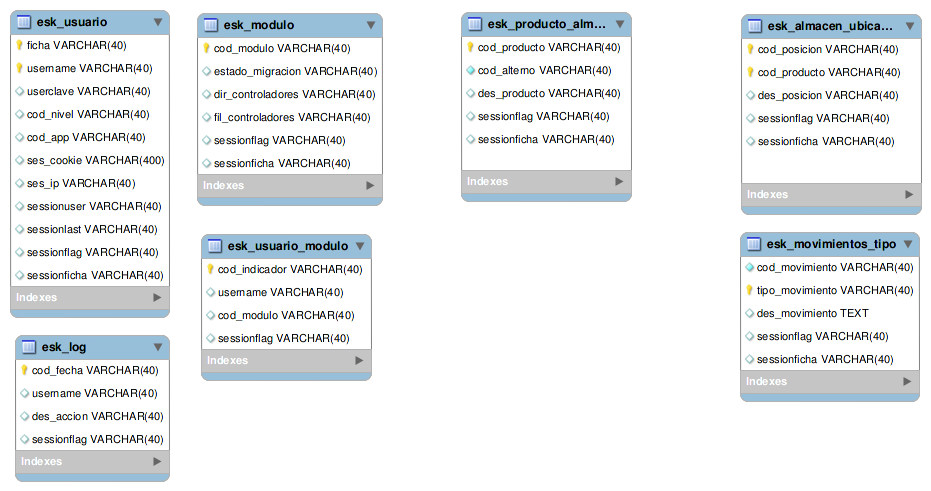 esk_usuario
ficha VARCHAR(40)
username VARCHAR(40)
userclave VARCHAR(40)
cod_nivel VARCHAR(40)
cod_app VARCHAR(40)
ses_cookie VARCHAR(400)
ses_ip VARCHAR(40)
sessionuser VARCHAR(40)
sessionlast VARCHAR(40)
sessionflag VARCHAR(40)
sessionficha VARCHAR(40)
Indexes
esk_log
cod_fecha VARCHAR(40)
username VARCHAR(40)
des_accion VARCHAR(40)
sessionflag VARCHAR(40)
Indexes
esk_modulo
cod_modulo VARCHAR(40)
estado_migracion VARCHAR(40)
dir_controladores VARCHAR(40)
fil_controladores VARCHAR(40)
sessionflag VARCHAR(40)
sessionficha VARCHAR(40)
Indexes
esk_usuario_modulo
cod_indicador VARCHAR(40)
username VARCHAR(40)
cod_modulo VARCHAR(40)
sessionflag VARCHAR(40)
Indexes
esk_producto_alm...
cod_producto VARCHAR(40)
cod_alterno VARCHAR(40)
des_producto VARCHAR(40)
sessionflag VARCHAR(40)
sessionficha VARCHAR(40)
Indexes
esk_almacen_ubica...
cod_posicion VARCHAR(40)
cod_producto VARCHAR(40)
des_posicion VARCHAR(40)
sessionflag VARCHAR(40)
sessionficha VARCHAR(40)
Indexes
esk_movimientos_tipo
cod_movimiento VARCHAR(40)
tipo_movimiento VARCHAR(40)
des_movimiento TEXT
sessionflag VARCHAR(40)
sessionficha VARCHAR(40)
Indexes